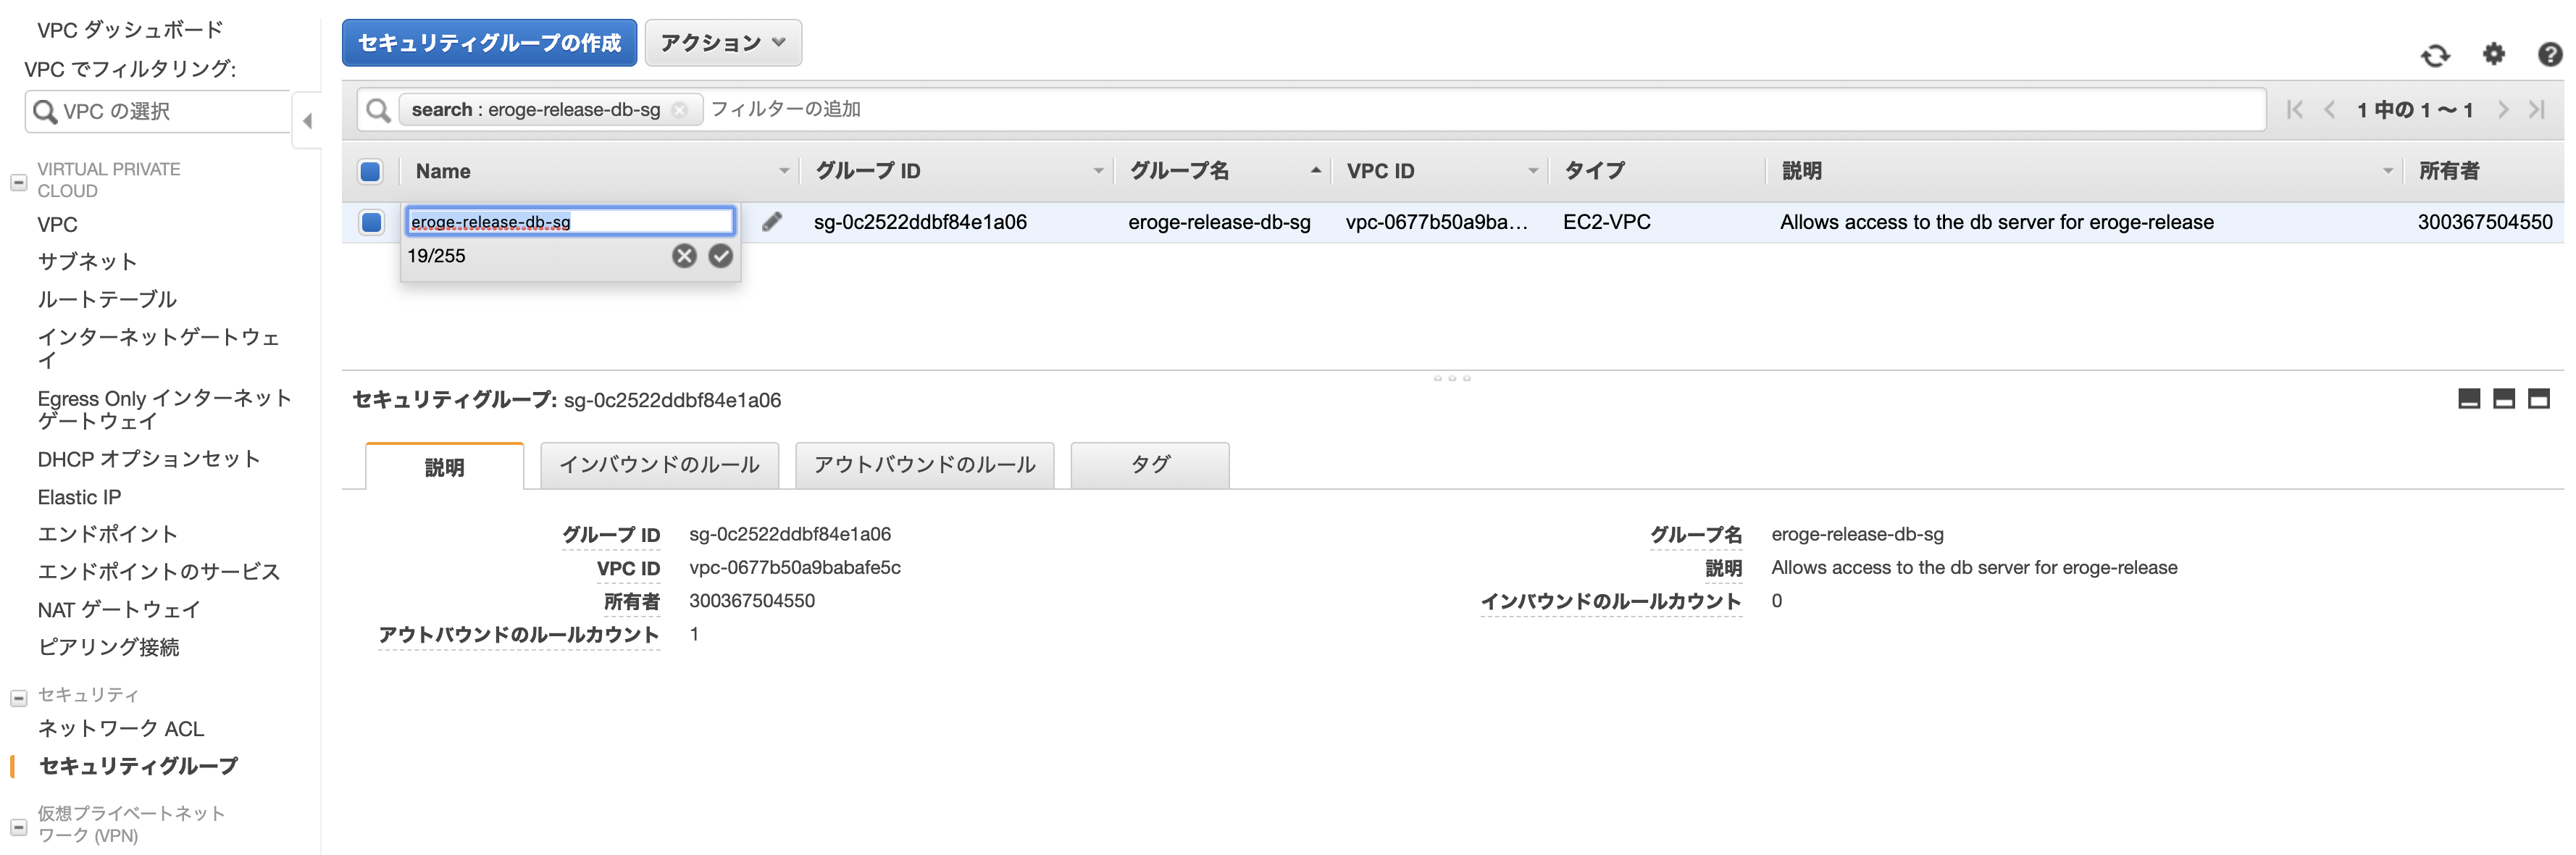 VPC ダッシュボード
VPC でフィルタリング:
VPC の選択
VIRTUAL PRIVATE
CLOUD
VPC
サブネット
ルートテーブル
インターネットゲートウェ
イ
Egress Only インターネット
ゲートウェイ
DHCP オプションセット
Elastic IP
エンドポイント
エンドポイントのサービス
NAT ゲートウェイ
ピアリング接続
セキュリティ
ネットワーク ACL
セキュリティグループ
仮想プライベートネット
ワーク (VPN)
セキュリティグループの作成 アクション
search : eroge-release-db-sg フィルターの追加 1 中の 1 ～ 1
Name グループ ID グループ名 VPC ID タイプ 説明 所有者
eroge-release-db-sg sg-0c2522ddbf84e1a06 eroge-release-db-sg vpc-0677b50a9ba... EC2-VPC Allows access to the db server for eroge-release 300367504550
19/255
セキュリティグループ: sg-0c2522ddbf84e1a06
説明 インバウンドのルール アウトバウンドのルール タグ
グループ ID sg-0c2522ddbf84e1a06 グループ名 eroge-release-db-sg
VPC ID vpc-0677b50a9babafe5c 説明 Allows access to the db server for eroge-release
所有者 300367504550 インバウンドのルールカウント 0
アウトバウンドのルールカウント 1